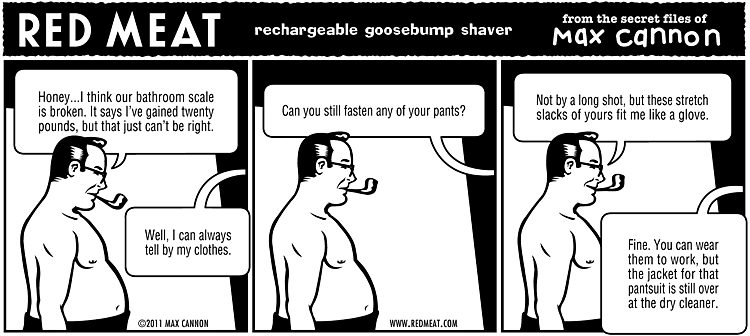 RED MEAT
rechargeable goosebump shaver
from the secret files of
Max cannon
Honey...I think our bathroom scale
is broken. It says I've gained twenty
pounds, but that just can't be right.
Well, I can always
tell by my clothes.
©2011 MAX CANNON
Can you still fasten any of your pants?
WWW.REDMEAT.COM
Not by a long shot, but these stretch
slacks of yours fit me like a glove.
Fine. You can wear
them to work, but
the jacket for that
pantsuit is still over
at the dry cleaner.